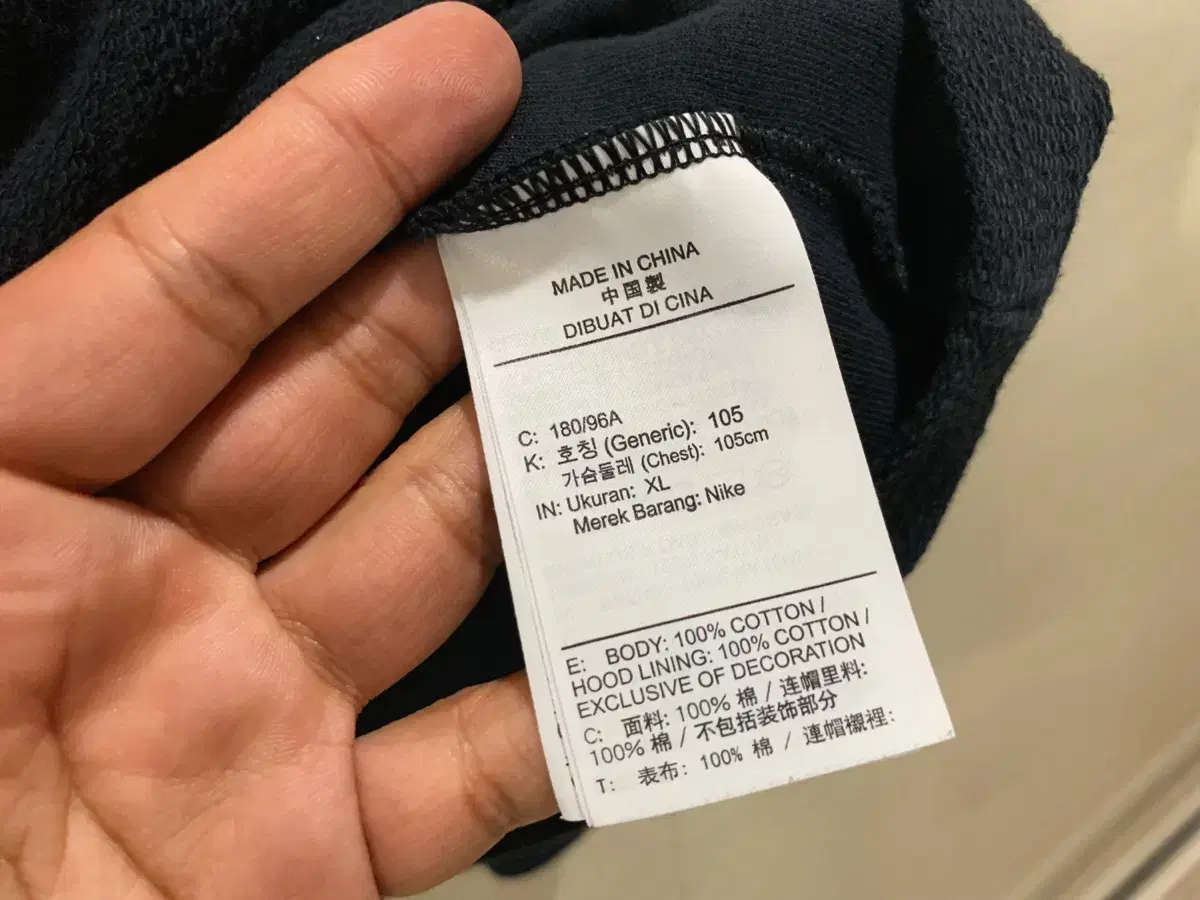 MADE IN CHINA
中国製
DIBUAT DI CINA
C: 180/96A
K: 호칭 (Generic): 105
가슴둘레 (Chest): 105cm
IN: Ukuran: XL
Merek Barang: Nike
E: BODY: 100% COTTON /
HOOD LINING: 100% COTTON /
EXCLUSIVE OF DECORATION
C: 面料: 100% 棉 / 连帽里料:
100% 棉 / 不包括装饰部分
T: 表布: 100% 棉 / 連帽襯裡: